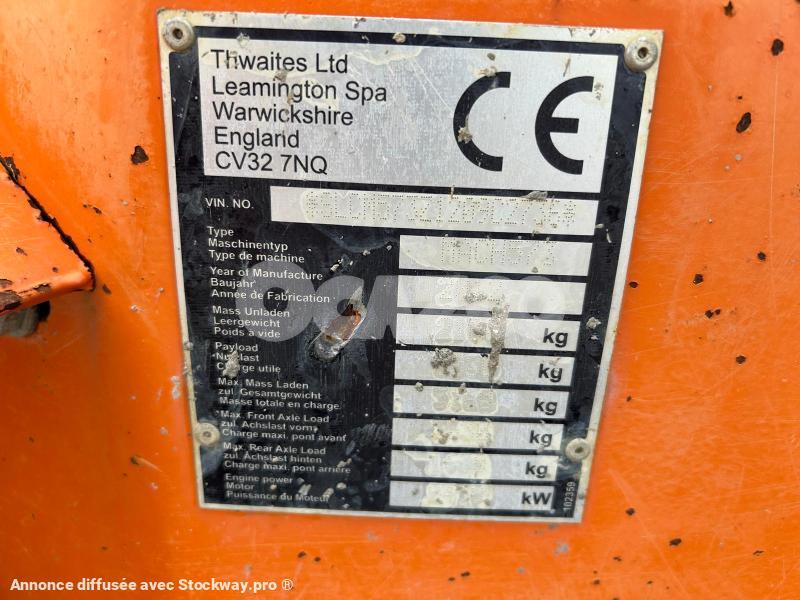 Thwaites Ltd
Leamington Spa
Warwickshire
England
CV32 7NQ
CE
VIN. NO.
Type
Maschinentyp
Type de machine
Year of Manufacture
Baujahr
Année de Fabrication
Mass Unladen
Leergewicht
Poids à vide
kg
Payload
Nutzlast
Charge utile
kg
Max. Mass Laden
zul. Gesamtgewicht
Masse totale en charge
kg
Max. Front Axle Load
zul. Achslast vorn
Charge maxi. pont avant
kg
Max. Rear Axle Load
zul. Achslast hinten
Charge maxi. pont arrière
kg
Engine power
Motor
Puissance du Moteur
kW
102359
Annonce diffusée avec Stockway.pro ®